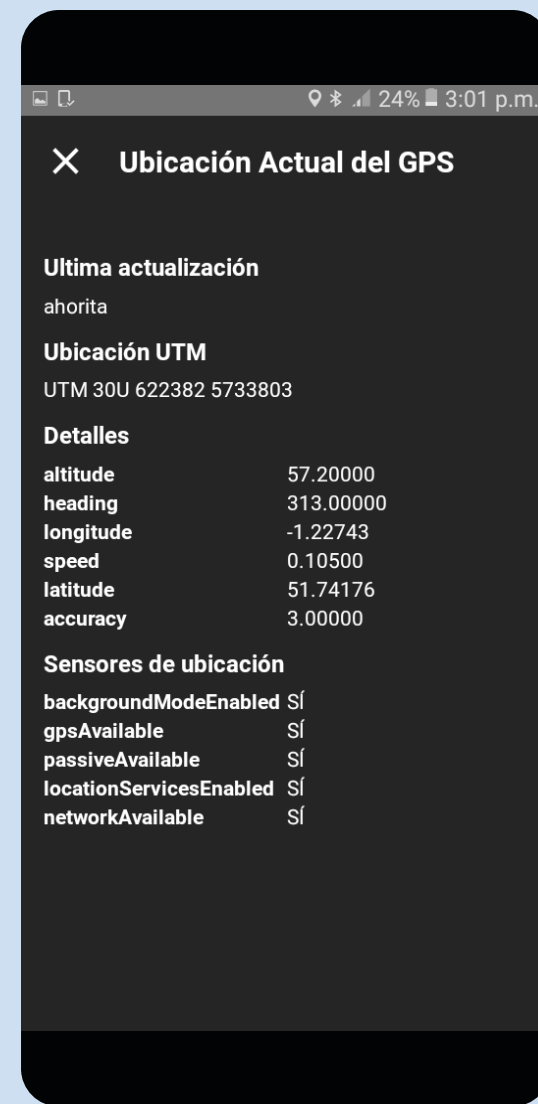 24% 3:01 p.m.
Ubicación Actual del GPS
Ultima actualización
ahorita
Ubicación UTM
UTM 30U 622382 5733803
Detalles
altitude 57.20000
heading 313.00000
longitude -1.22743
speed 0.10500
latitude 51.74176
accuracy 3.00000
Sensores de ubicación
backgroundModeEnabled SÍ
gpsAvailable SÍ
passiveAvailable SÍ
locationServicesEnabled SÍ
networkAvailable SÍ